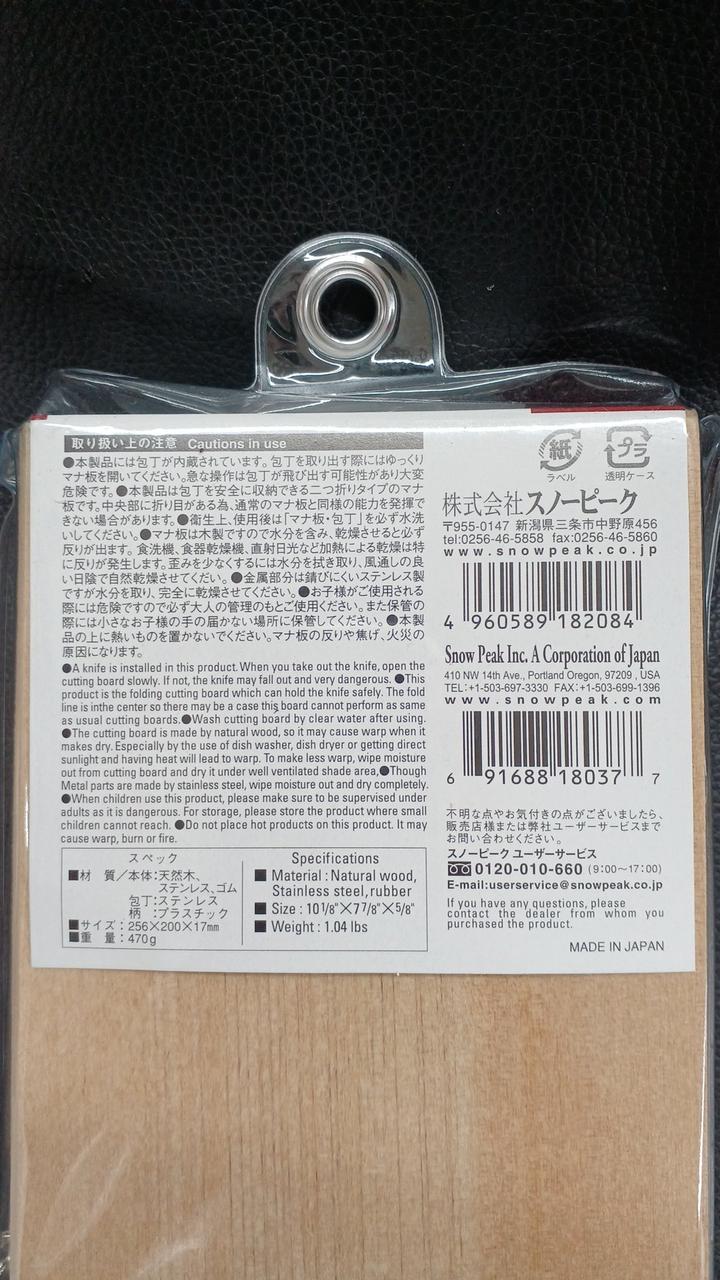 取り扱い上の注意 Cautions in use
●本製品には包丁が内蔵されています。包丁を取り出す際にはゆっくり
マナ板を開いてください。急な操作は包丁が飛び出す可能性があり大変
危険です。●本製品は包丁を安全に収納できる二つ折りタイプのマナ
板です。中央部に折り目がある為、通常のマナ板と同様の能力を発揮で
きない場合があります。●衛生上、使用後は「マナ板・包丁」を必ず水洗
いしてください。●マナ板は木製ですので水分を含み、乾燥させると必ず
反りが出ます。食洗機、食器乾燥機、直射日光など加熱による乾燥は特
に反りが発生します。歪みを少なくするには水分を拭き取り、風通しの良
い日陰で自然乾燥させてくだい。●金属部分は錆びにくいステンレス製
ですが水分を取り、完全に乾燥させてください。●お子様がご使用される
際には危険ですので必ず大人の管理のもとご使用ください。また保管の
際には小さなお子様の手の届かない場所に保管してください。●本製
品の上に熱いものを置かないでください。マナ板の反りや焦げ、火災の
原因になります。
●A knife is installed in this product. When you take out the knife, open the
cutting board slowly. If not, the knife may fall out and very dangerous. ●This
product is the folding cutting board which can hold the knife safely. The fold
line is inthe center so there may be a case this board cannot perform as same
as usual cutting boards.●Wash cutting board by clear water after using.
●The cutting board is made by natural wood, so it may cause warp when it
makes dry. Especially by the use of dish washer, dish dryer or getting direct
sunlight and having heat will lead to warp. To make less warp, wipe moisture
out from cutting board and dry it under well ventilated shade area,●Though
Metal parts are made by stainless steel, wipe moisture out and dry completely.
●When children use this product, please make sure to be supervised under
adults as it is dangerous. For storage, please store the product where small
children cannot reach. ●Do not place hot products on this product. It may
cause warp, burn or fire.
スペック
■材 質/本体:天然木、
ステンレス、ゴム
包丁:ステンレス
柄:プラスチック
■サイズ:256×200×17mm
■重 量:470g
Specifications
■ Material : Natural wood,
Stainless steel, rubber
■ Size : 10 1/8"×7 7/8"×5/8"
■ Weight : 1.04 lbs
紙 プラ
ラベル 透明ケース
株式会社スノーピーク
〒955-0147 新潟県三条市中野原456
tel:0256-46-5858 fax:0256-46-5860
www.snowpeak.co.jp
4 960589 182084
Snow Peak Inc. A Corporation of Japan
410 NW 14th Ave., Portland Oregon, 97209 , USA
TEL:+1-503-697-3330 FAX:+1-503-699-1396
www.snowpeak.com
6 91688 18037 7
不明な点やお気付きの点がございましたら、
販売店様または弊社ユーザーサービスまで
お問い合わせください。
スノーピーク ユーザーサービス
0120-010-660 (9:00〜17:00)
E-mail:userservice@snowpeak.co.jp
If you have any questions, please
contact the dealer from whom you
purchased the product.
MADE IN JAPAN